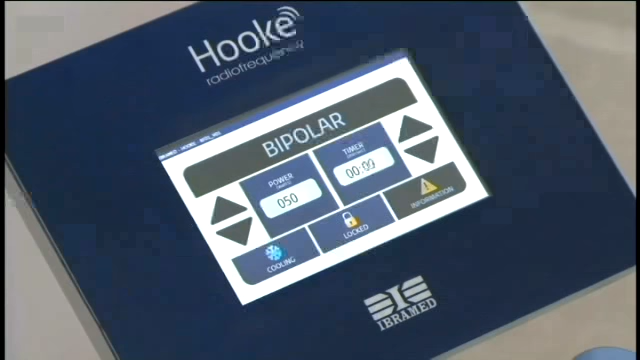 Hooke
radiofrequency
BIPOLAR
POWER
050
TIMER
00:00
COOLING
LOCKED
INFORMATION
IBRAMED